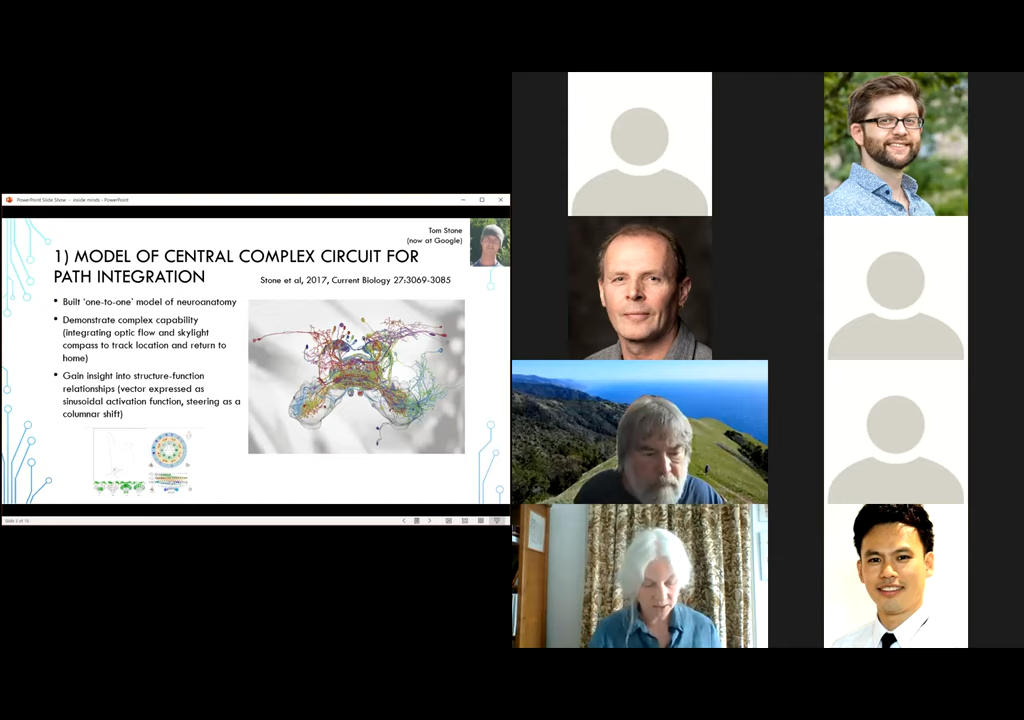 PowerPoint Slide Show - inside minds - PowerPoint
Tom Stone
(now at Google)
1) MODEL OF CENTRAL COMPLEX CIRCUIT FOR
PATH INTEGRATION
Stone et al, 2017, Current Biology 27:3069-3085
• Built 'one-to-one' model of neuroanatomy
• Demonstrate complex capability
(integrating optic flow and skylight
compass to track location and return to
home)
• Gain insight into structure-function
relationships (vector expressed as
sinusoidal activation function, steering as a
columnar shift)